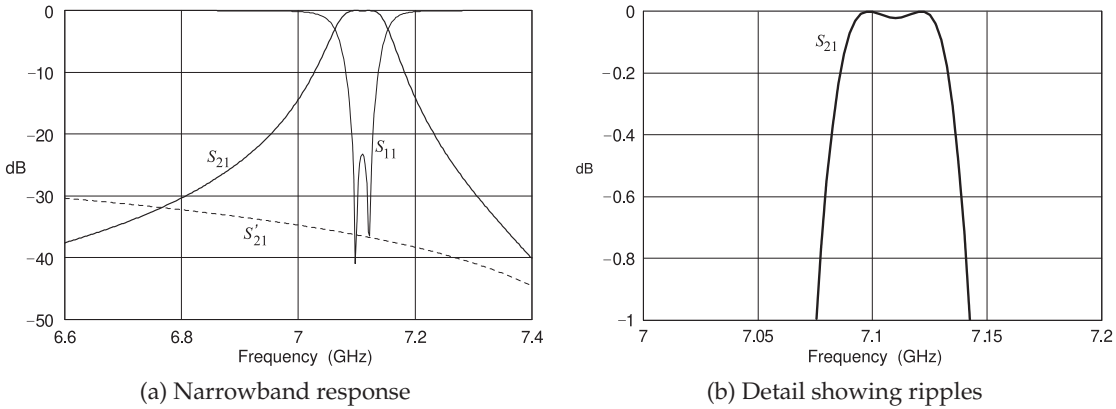 0
−10
−20
−30
−40
−50
dB
S21
S11
S′21
6.6
6.8
7
7.2
7.4
Frequency (GHz)
(a) Narrowband response
0
−0.2
−0.4
−0.6
−0.8
−1
dB
S21
7
7.05
7.1
7.15
7.2
Frequency (GHz)
(b) Detail showing ripples